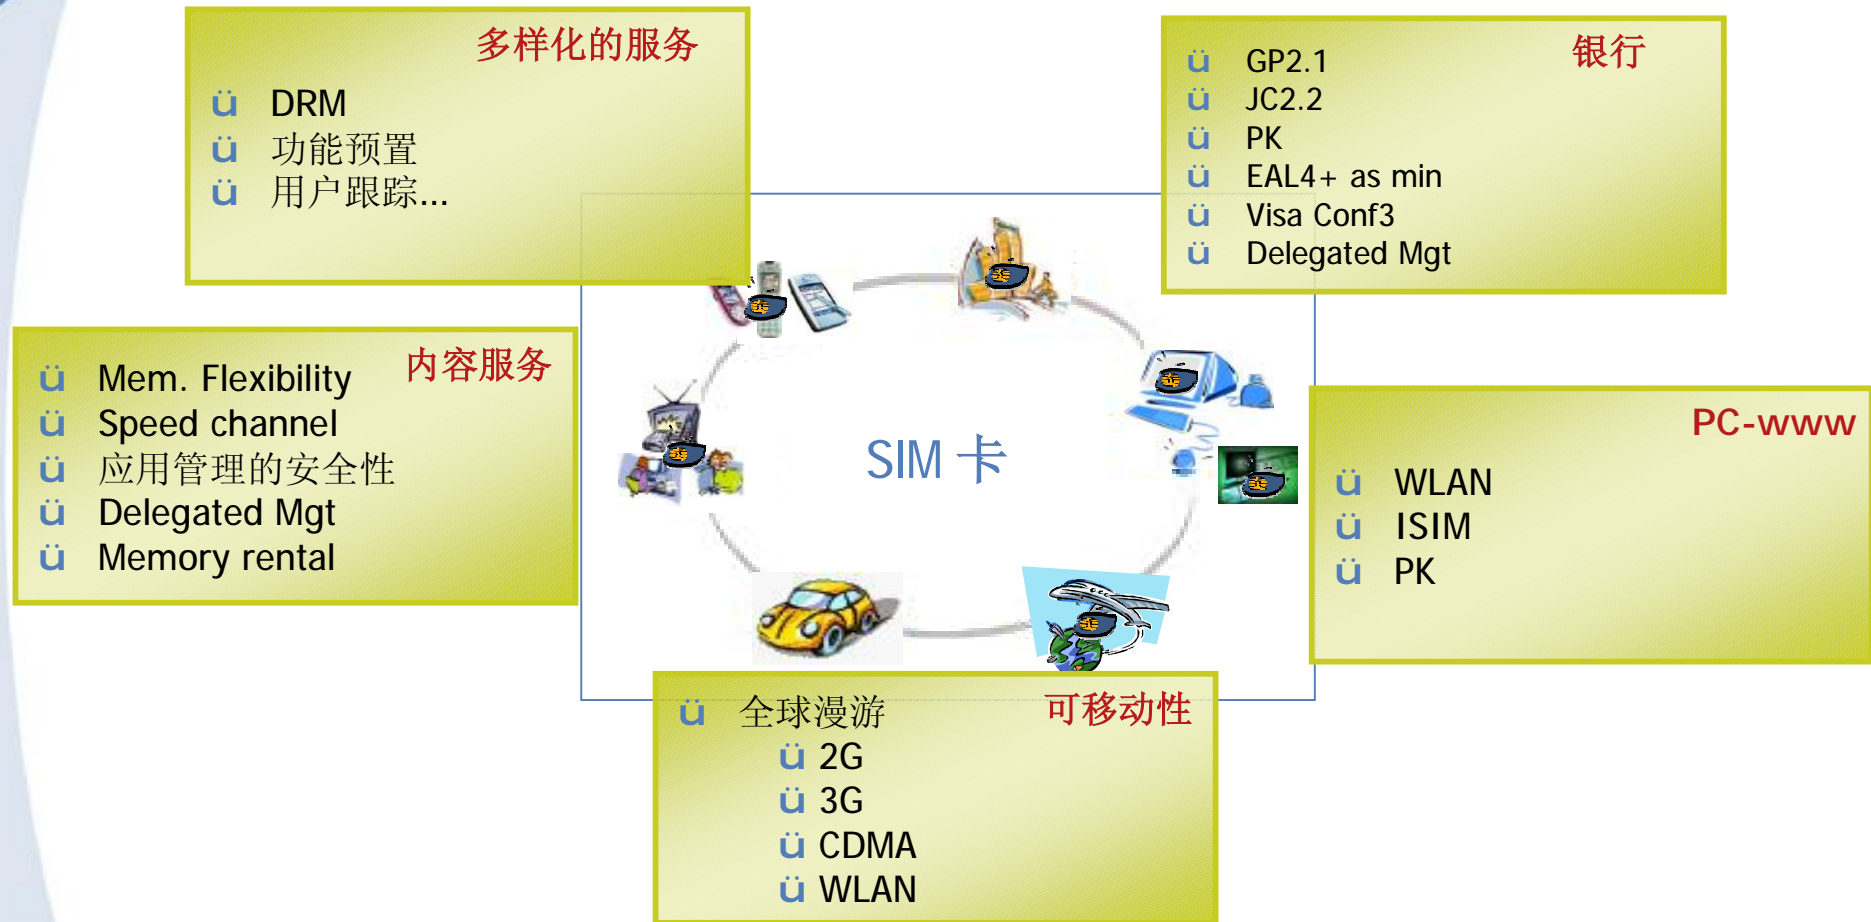 多样化的服务
ü DRM
ü 功能预置
ü 用户跟踪...
银行
ü GP2.1
ü JC2.2
ü PK
ü EAL4+ as min
ü Visa Conf3
ü Delegated Mgt
内容服务
ü Mem. Flexibility
ü Speed channel
ü 应用管理的安全性
ü Delegated Mgt
ü Memory rental
SIM 卡
PC-www
ü WLAN
ü ISIM
ü PK
可移动性
ü 全球漫游
ü 2G
ü 3G
ü CDMA
ü WLAN